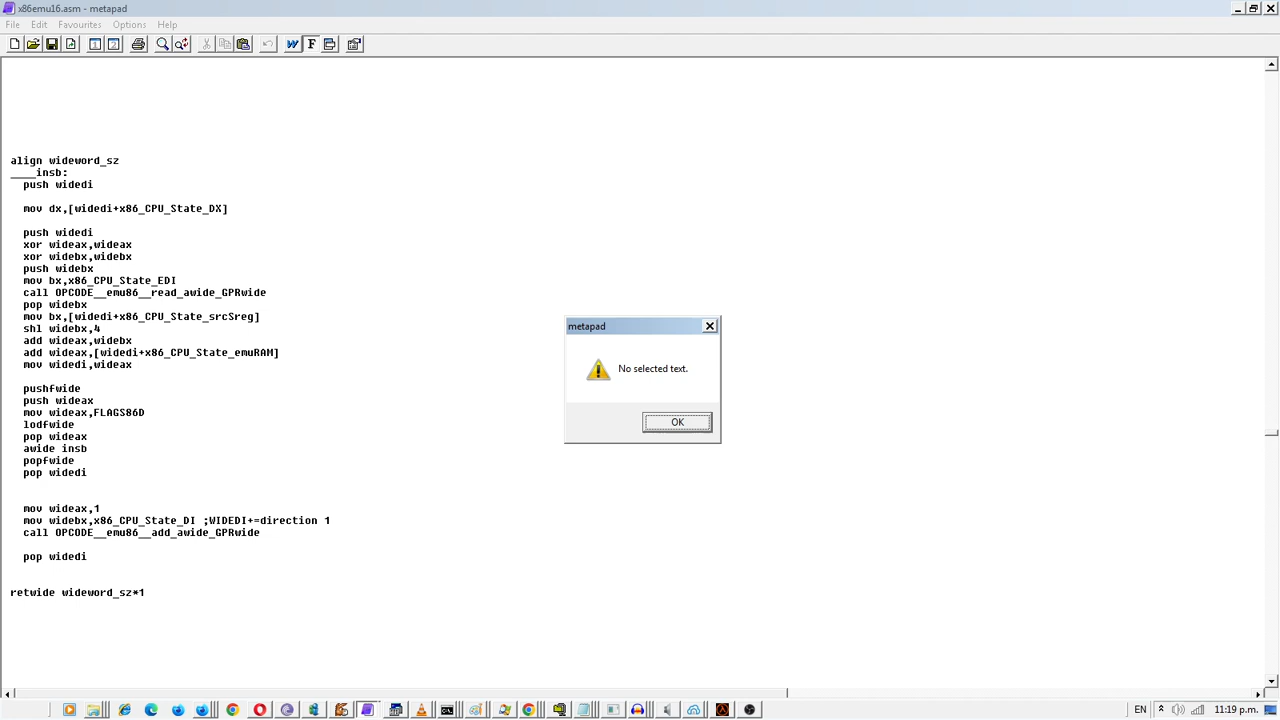 x86emu16.asm - metapad
File Edit Favourites Options Help
1 2 W F
align wideword_sz
____insb:
push widedi
mov dx,[widedi+x86_CPU_State_DX]
push widedi
xor wideax,wideax
xor widebx,widebx
push widebx
mov bx,x86_CPU_State_EDI
call OPCODE__emu86__read_awide_GPRwide
pop widebx
mov bx,[widedi+x86_CPU_State_srcSreg]
shl widebx,4
add wideax,widebx
add wideax,[widedi+x86_CPU_State_emuRAM]
mov widedi,wideax
pushfwide
push wideax
mov wideax,FLAGS86D
lodfwide
pop wideax
awide insb
popfwide
pop widedi
mov wideax,1
mov widebx,x86_CPU_State_DI ;WIDEDI+=direction 1
call OPCODE__emu86__add_awide_GPRwide
pop widedi
retwide wideword_sz*1
metapad
No selected text.
OK
EN 11:19 p.m.